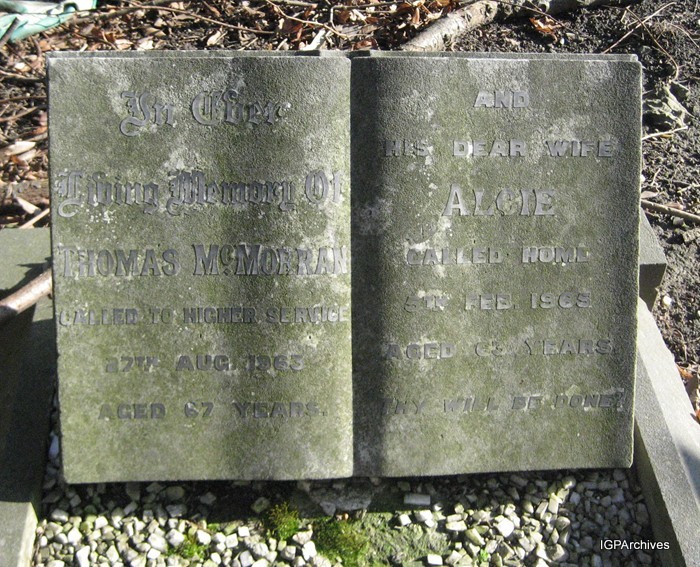 In Ever
Loving Memory Of
THOMAS McMORRAN
CALLED TO HIGHER SERVICE
27TH AUG. 1963
AGED 67 YEARS.
AND
HIS DEAR WIFE
ALCIE
CALLED HOME
5TH FEB. 1965
AGED 63 YEARS.
THY WILL BE DONE.
IGPArchives